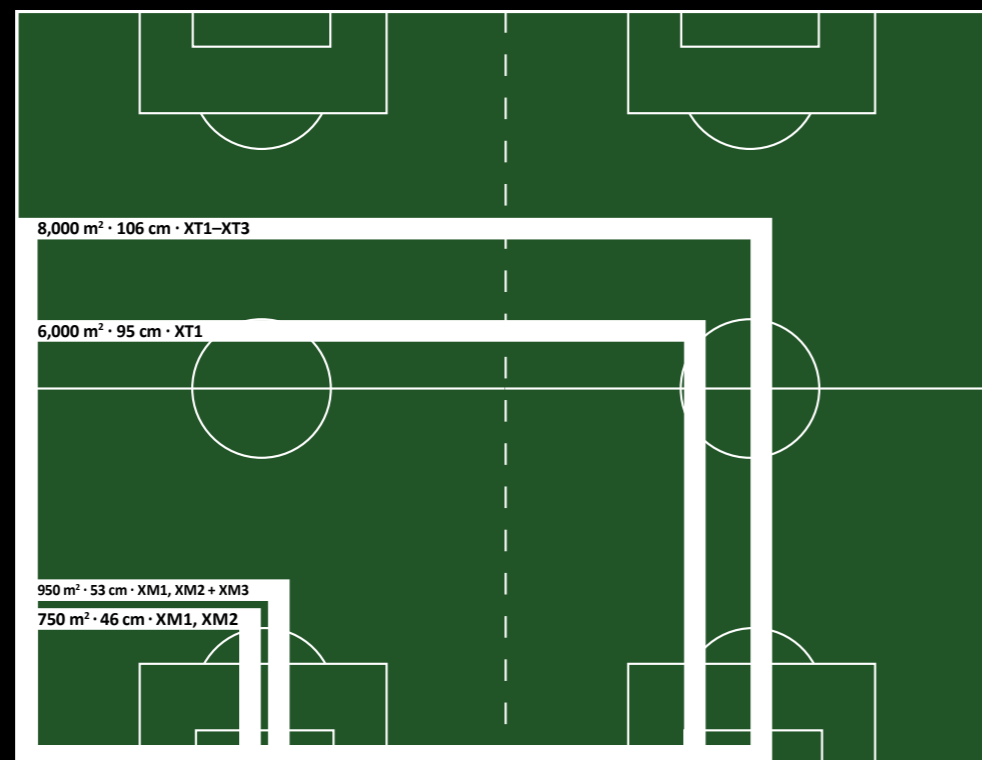 8,000 m² · 106 cm · XT1–XT3
6,000 m² · 95 cm · XT1
950 m² · 53 cm · XM1, XM2 + XM3
750 m² · 46 cm · XM1, XM2